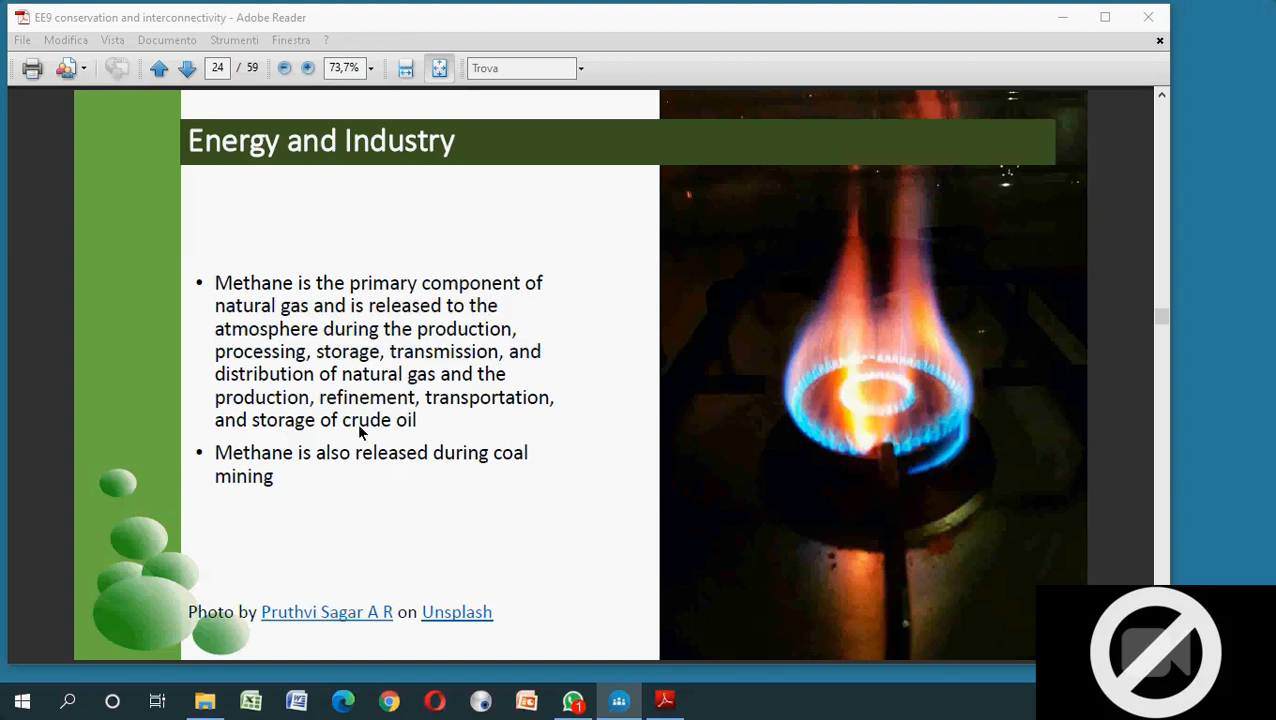 EE9 conservation and interconnectivity - Adobe Reader
File Modifica Vista Documento Strumenti Finestra ?
24 / 59 73,7% Trova
Energy and Industry
• Methane is the primary component of
natural gas and is released to the
atmosphere during the production,
processing, storage, transmission, and
distribution of natural gas and the
production, refinement, transportation,
and storage of crude oil
• Methane is also released during coal
mining
Photo by Pruthvi Sagar A R on Unsplash
1